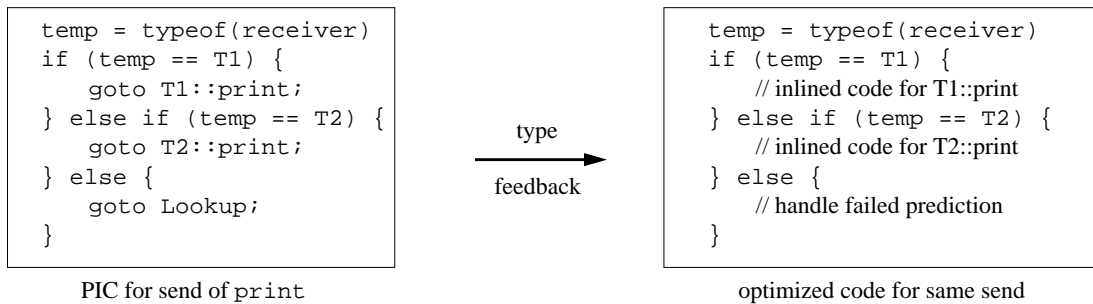 temp = typeof(receiver)
if (temp == T1) {
goto T1::print;
} else if (temp == T2) {
goto T2::print;
} else {
goto Lookup;
}
PIC for send of print
type
feedback
temp = typeof(receiver)
if (temp == T1) {
// inlined code for T1::print
} else if (temp == T2) {
// inlined code for T2::print
} else {
// handle failed prediction
}
optimized code for same send